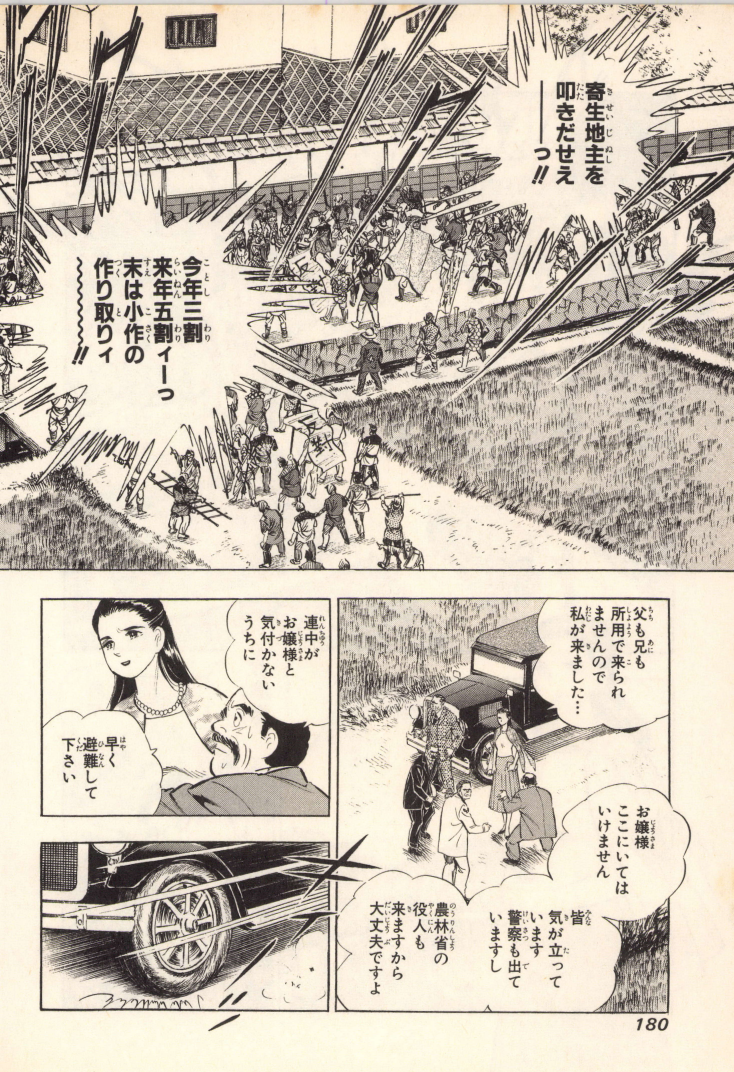 寄生地主を
叩きだせえ
――っ!!
今年三割
来年五割ィーっ
末は小作の
作り取りィ
〜〜〜〜!!
反対
父も兄も
所用で来られ
ませんので
私が来ました…
お嬢様
ここにいては
いけません
皆
気が立って
います
警察も出て
いますし
農林省の
役人も
来ますから
大丈夫ですよ
連中が
お嬢様と
気付かない
うちに
早く
避難して
下さい
180